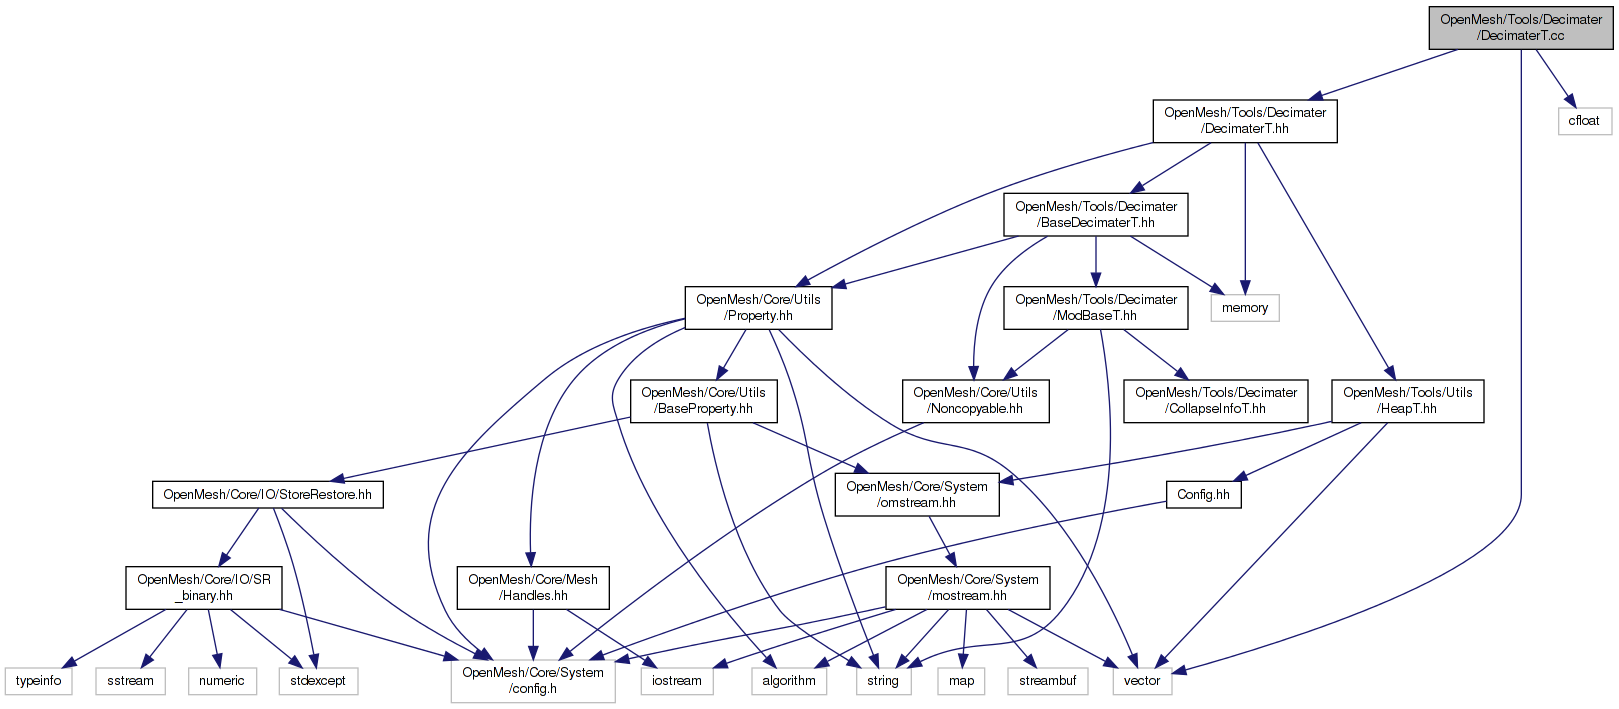 OpenMesh/Tools/Decimater
/DecimaterT.cc
OpenMesh/Tools/Decimater
/DecimaterT.hh
cfloat
OpenMesh/Tools/Decimater
/BaseDecimaterT.hh
OpenMesh/Core/Utils
/Property.hh
OpenMesh/Tools/Decimater
/ModBaseT.hh
memory
OpenMesh/Core/Utils
/BaseProperty.hh
OpenMesh/Core/Utils
/Noncopyable.hh
OpenMesh/Tools/Decimater
/CollapseInfoT.hh
OpenMesh/Tools/Utils
/HeapT.hh
OpenMesh/Core/IO/StoreRestore.hh
OpenMesh/Core/System
/omstream.hh
Config.hh
OpenMesh/Core/IO/SR
_binary.hh
OpenMesh/Core/Mesh
/Handles.hh
OpenMesh/Core/System
/mostream.hh
typeinfo
sstream
numeric
stdexcept
OpenMesh/Core/System
/config.h
iostream
algorithm
string
map
streambuf
vector